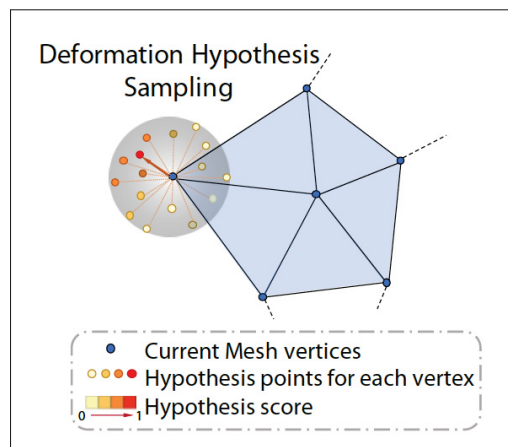 Deformation Hypothesis
Sampling
Current Mesh vertices
Hypothesis points for each vertex
Hypothesis score
0 1